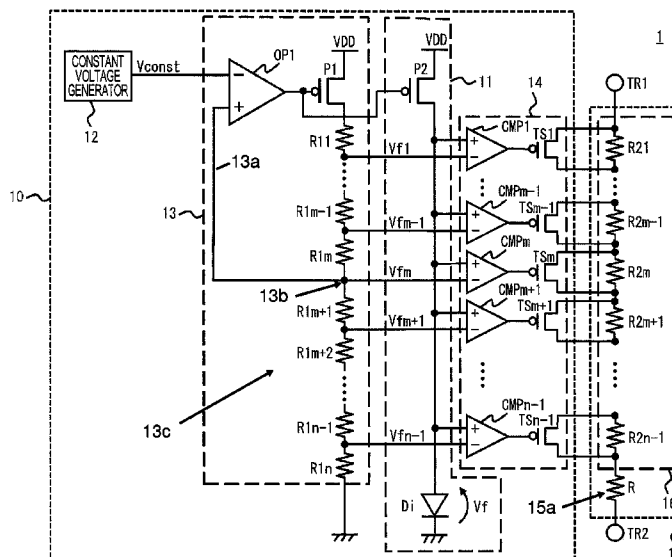 1
VDD
VDD
OP1
P1
P2
11
CONSTANT
VOLTAGE
GENERATOR
Vconst
12
14
TR1
CMP1
TS1
R11
R21
13a
Vf1
10
13
CMPm-1
TSm-1
R1m-1
Vfm-1
R2m-1
CMPm
TSm
R1m
R2m
13b
Vfm
CMPm+1
TSm+1
R1m+1
Vfm+1
R2m+1
R1m+2
13c
CMPn-1
TSn-1
R1n-1
Vfn-1
R2n-1
R1n
R
15a
Di
Vf
TR2